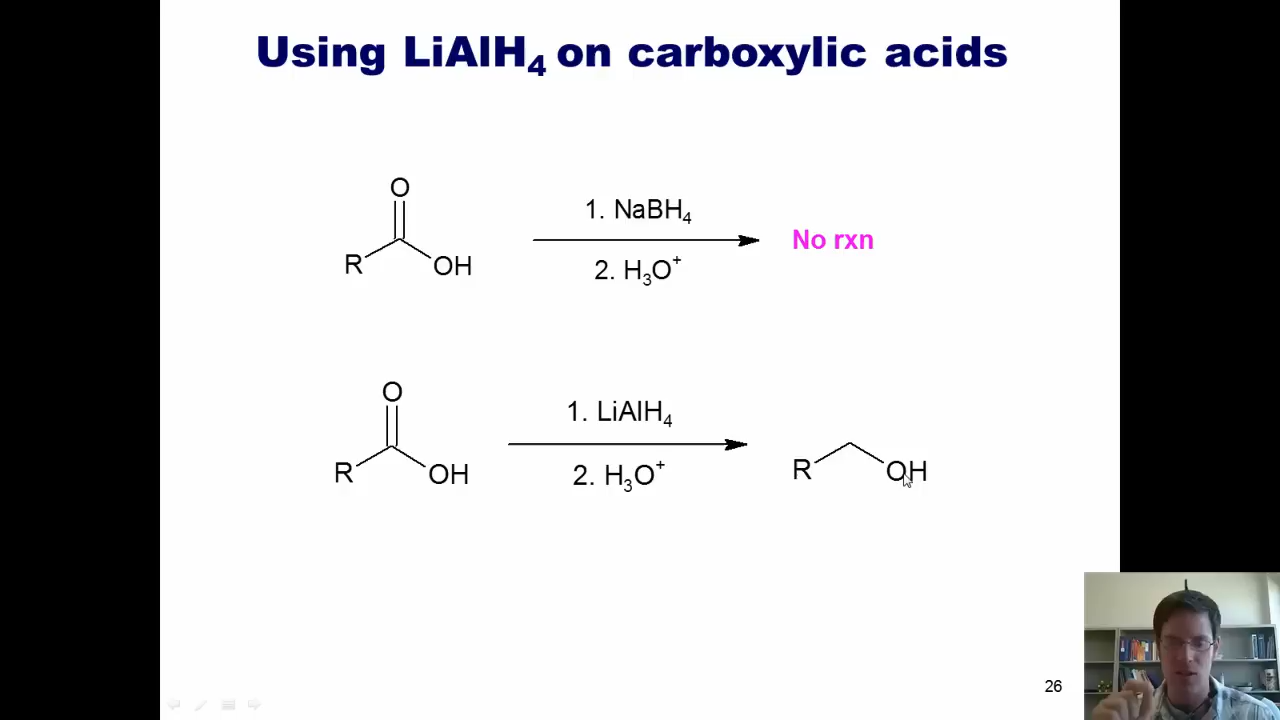 Using LiAlH₄ on carboxylic acids
O
R
OH
1. NaBH₄
2. H₃O⁺
No rxn
O
R
OH
1. LiAlH₄
2. H₃O⁺
R
OH
26